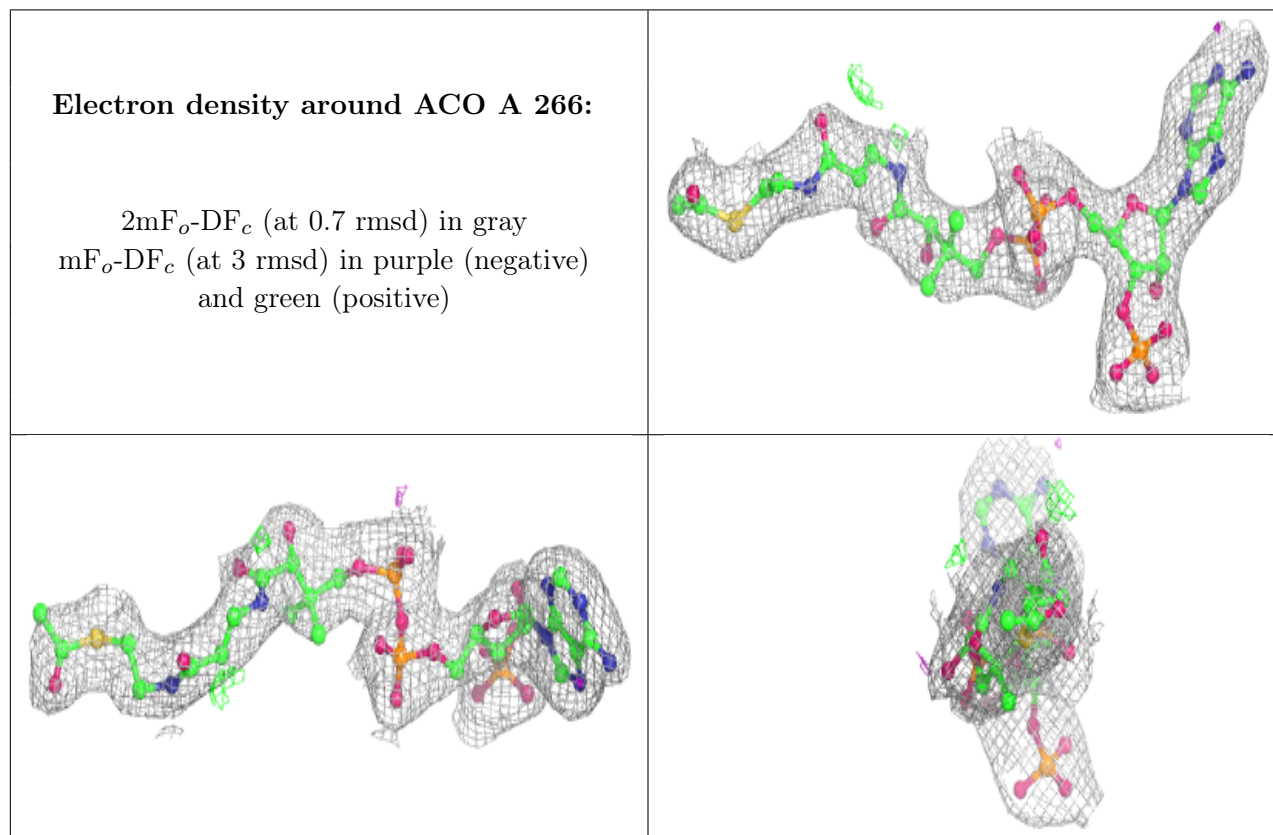 Electron density around ACO A 266:
2mFₒ-DF𝒸 (at 0.7 rmsd) in gray
mFₒ-DF𝒸 (at 3 rmsd) in purple (negative)
and green (positive)